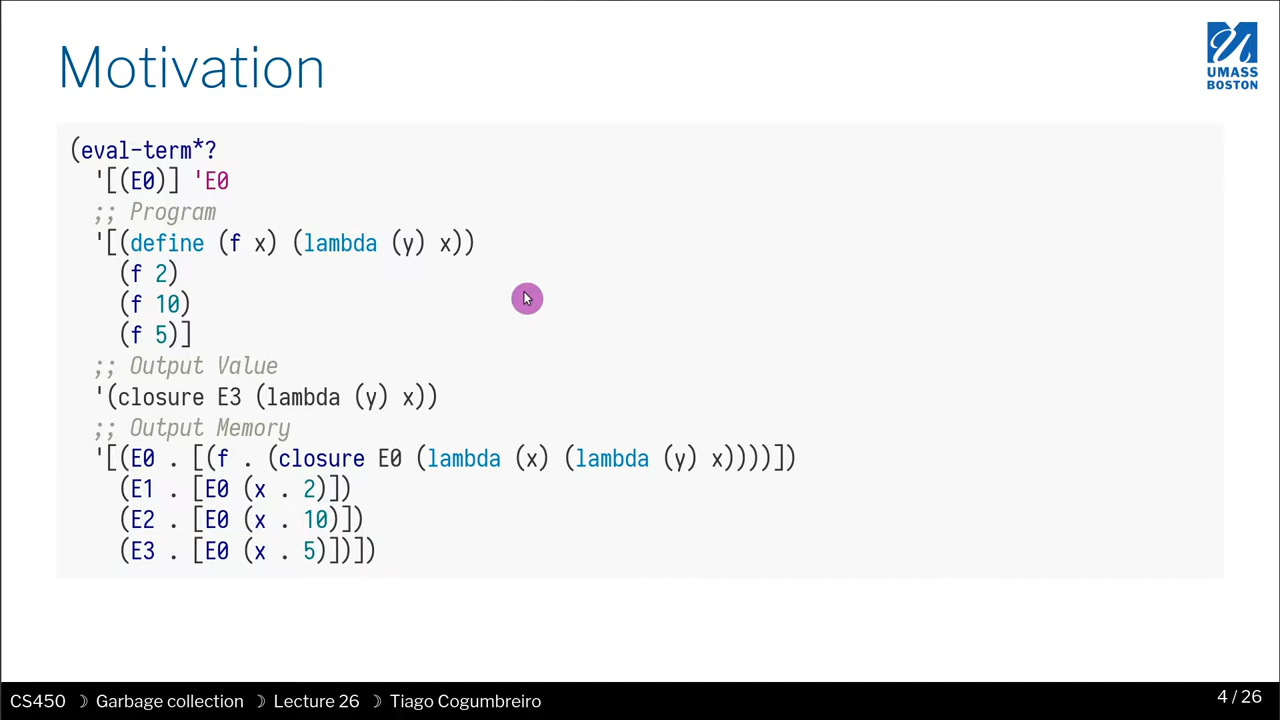 Motivation
UMASS
BOSTON
(eval-term*?
'[(E0)] 'E0
;; Program
'[(define (f x) (lambda (y) x))
(f 2)
(f 10)
(f 5)]
;; Output Value
'(closure E3 (lambda (y) x))
;; Output Memory
'[(E0 . [(f . (closure E0 (lambda (x) (lambda (y) x))))])
(E1 . [E0 (x . 2)])
(E2 . [E0 (x . 10)])
(E3 . [E0 (x . 5)])])
CS450 ☽ Garbage collection ☽ Lecture 26 ☽ Tiago Cogumbreiro
4 / 26